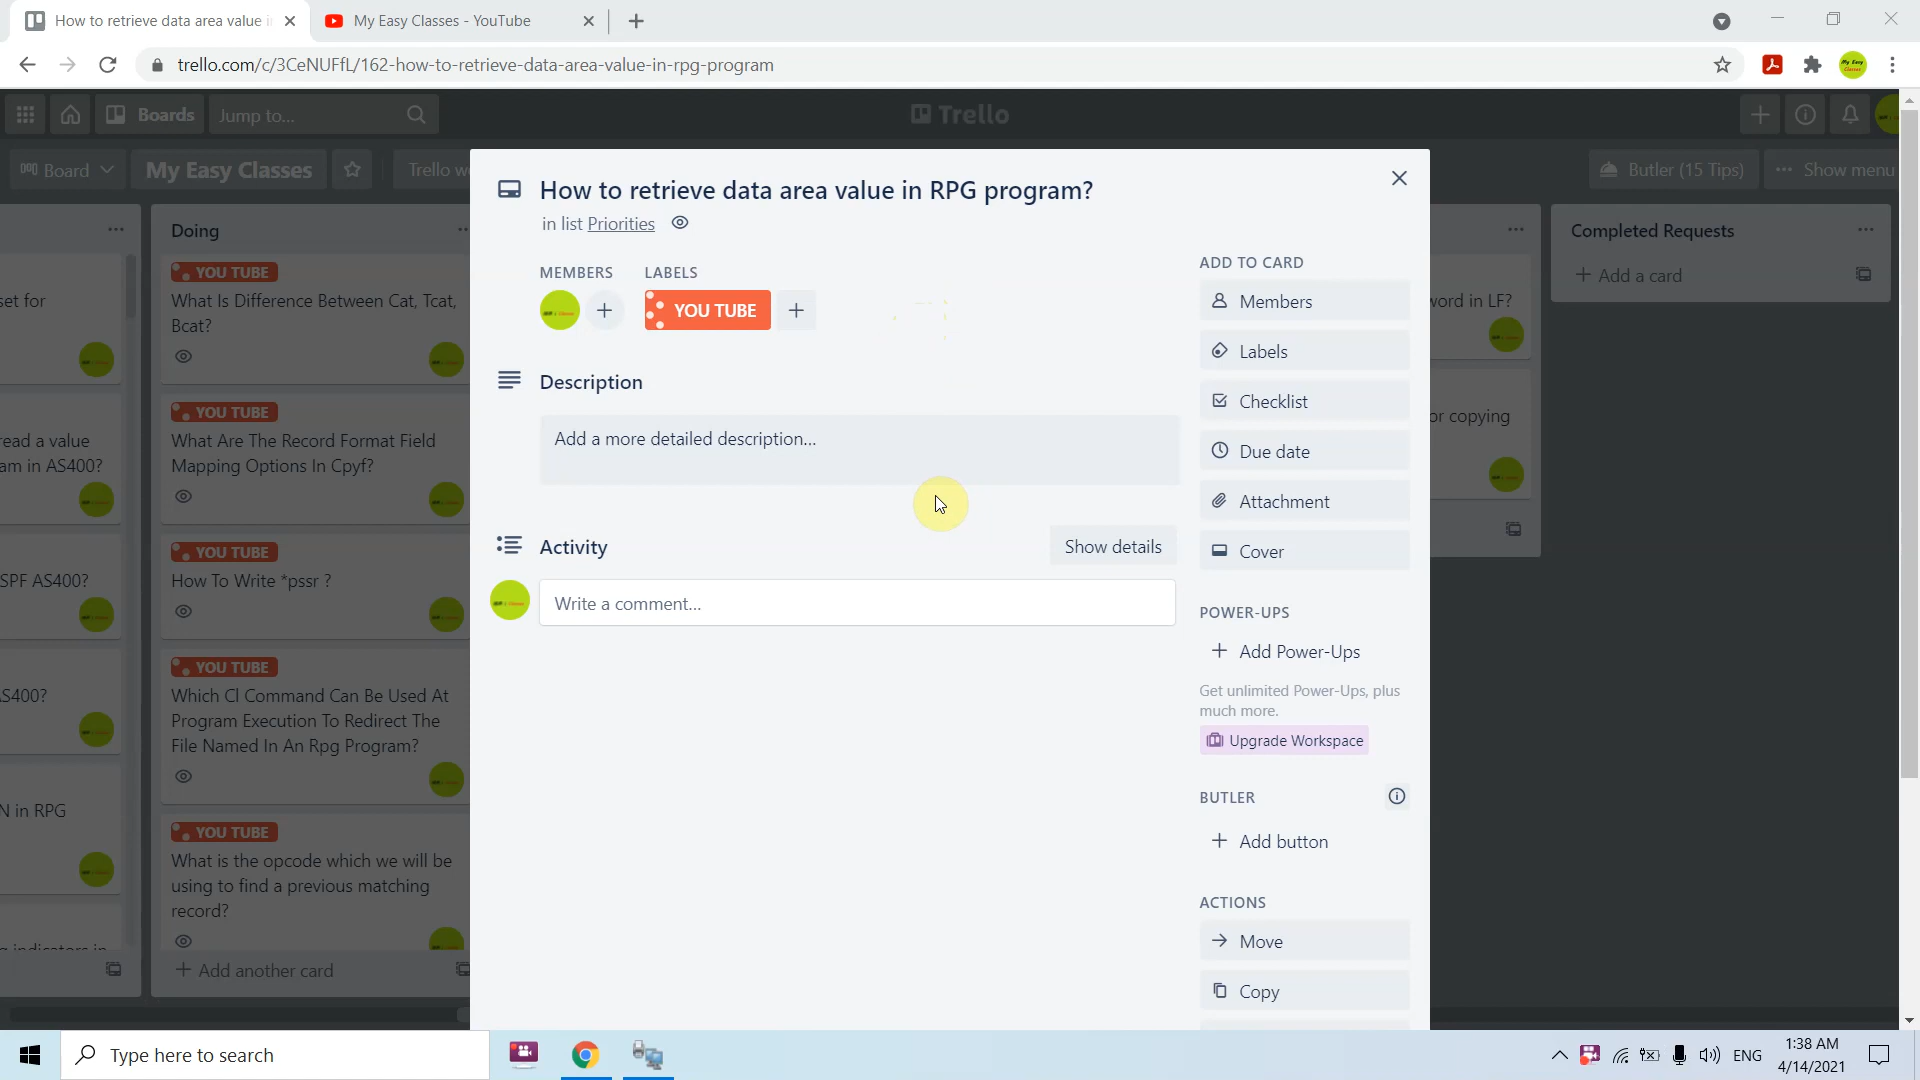 How to retrieve data area value i
My Easy Classes - YouTube
trello.com/c/3CeNUFfL/162-how-to-retrieve-data-area-value-in-rpg-program
Boards
Jump to...
Trello
Board
My Easy Classes
Trello w
Butler (15 Tips)
Show menu
set for
read a value
am in AS400?
SPF AS400?
AS400?
N in RPG
g indicators in
Doing
YOU TUBE
What Is Difference Between Cat, Tcat,
Bcat?
YOU TUBE
What Are The Record Format Field
Mapping Options In Cpyf?
YOU TUBE
How To Write *pssr ?
YOU TUBE
Which Cl Command Can Be Used At
Program Execution To Redirect The
File Named In An Rpg Program?
YOU TUBE
What is the opcode which we will be
using to find a previous matching
record?
+ Add another card
How to retrieve data area value in RPG program?
in list Priorities
MEMBERS
LABELS
YOU TUBE
Description
Add a more detailed description...
Activity
Show details
Write a comment...
ADD TO CARD
Members
Labels
Checklist
Due date
Attachment
Cover
POWER-UPS
+ Add Power-Ups
Get unlimited Power-Ups, plus
much more.
Upgrade Workspace
BUTLER
+ Add button
ACTIONS
Move
Copy
word in LF?
or copying
Completed Requests
+ Add a card
Type here to search
ENG
1:38 AM
4/14/2021